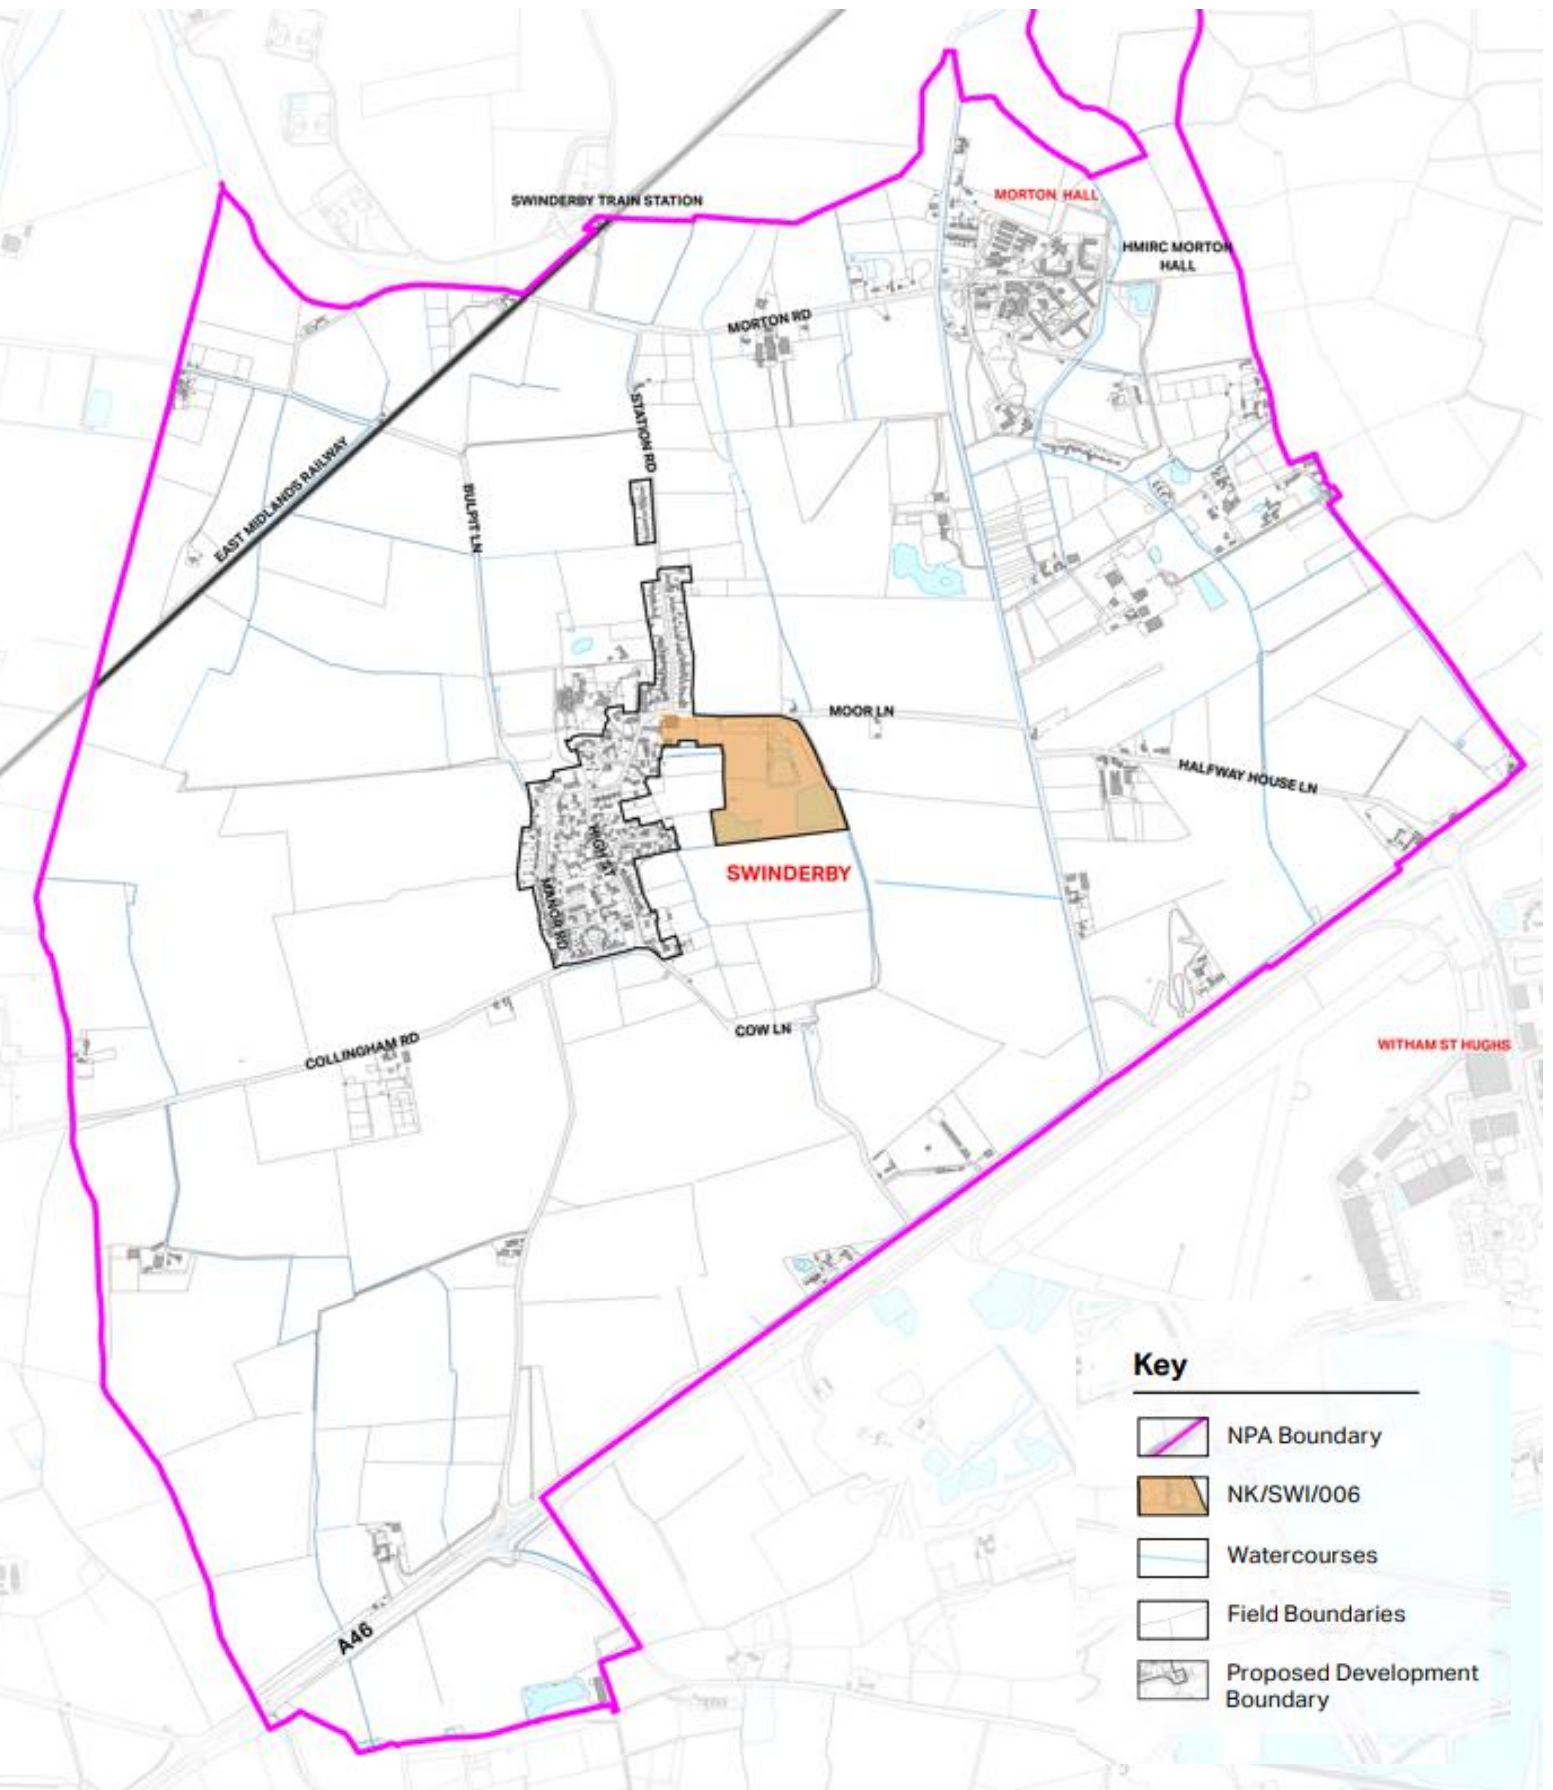 SWINDERBY TRAIN STATION
MORTON HALL
HMIRC MORTON
HALL
MORTON RD
STATION RD
EAST MIDLANDS RAILWAY
BULPIT LN
MOOR LN
HALFWAY HOUSE LN
HIGH ST
SWINDERBY
MANOR RD
COW LN
COLLINGHAM RD
WITHAM ST HUGHS
A46
Key
NPA Boundary
NK/SWI/006
Watercourses
Field Boundaries
Proposed Development
Boundary